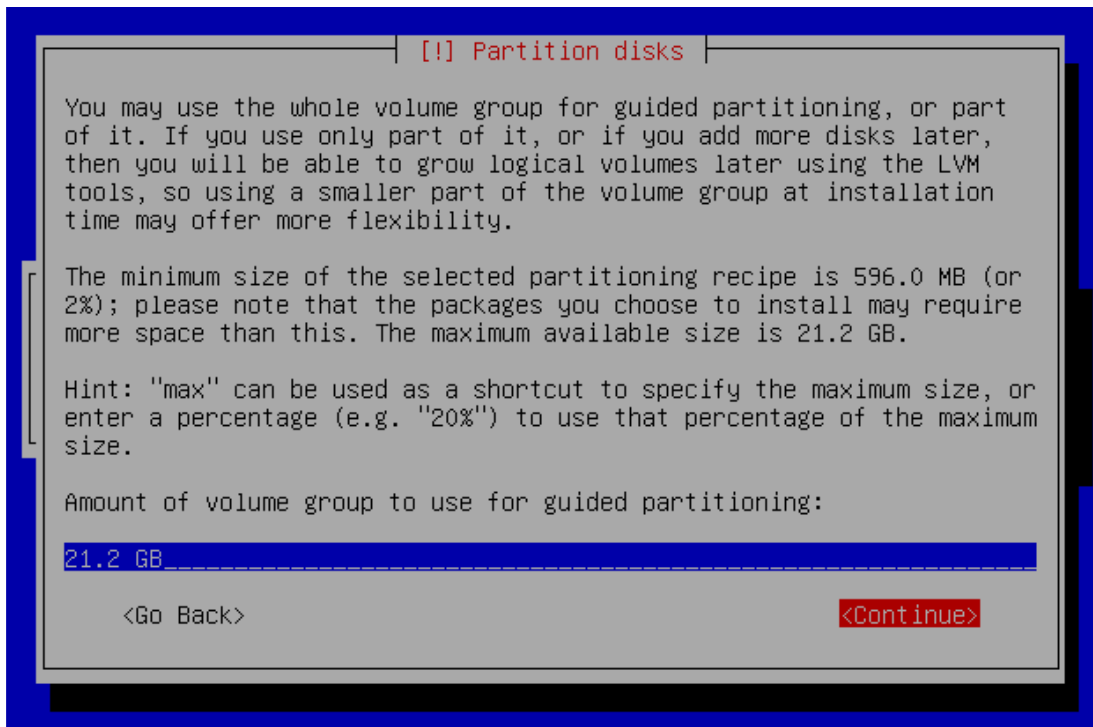 [!] Partition disks
You may use the whole volume group for guided partitioning, or part
of it. If you use only part of it, or if you add more disks later,
then you will be able to grow logical volumes later using the LVM
tools, so using a smaller part of the volume group at installation
time may offer more flexibility.
The minimum size of the selected partitioning recipe is 596.0 MB (or
2%); please note that the packages you choose to install may require
more space than this. The maximum available size is 21.2 GB.
Hint: "max" can be used as a shortcut to specify the maximum size, or
enter a percentage (e.g. "20%") to use that percentage of the maximum
size.
Amount of volume group to use for guided partitioning:
21.2 GB
<Go Back> <Continue>